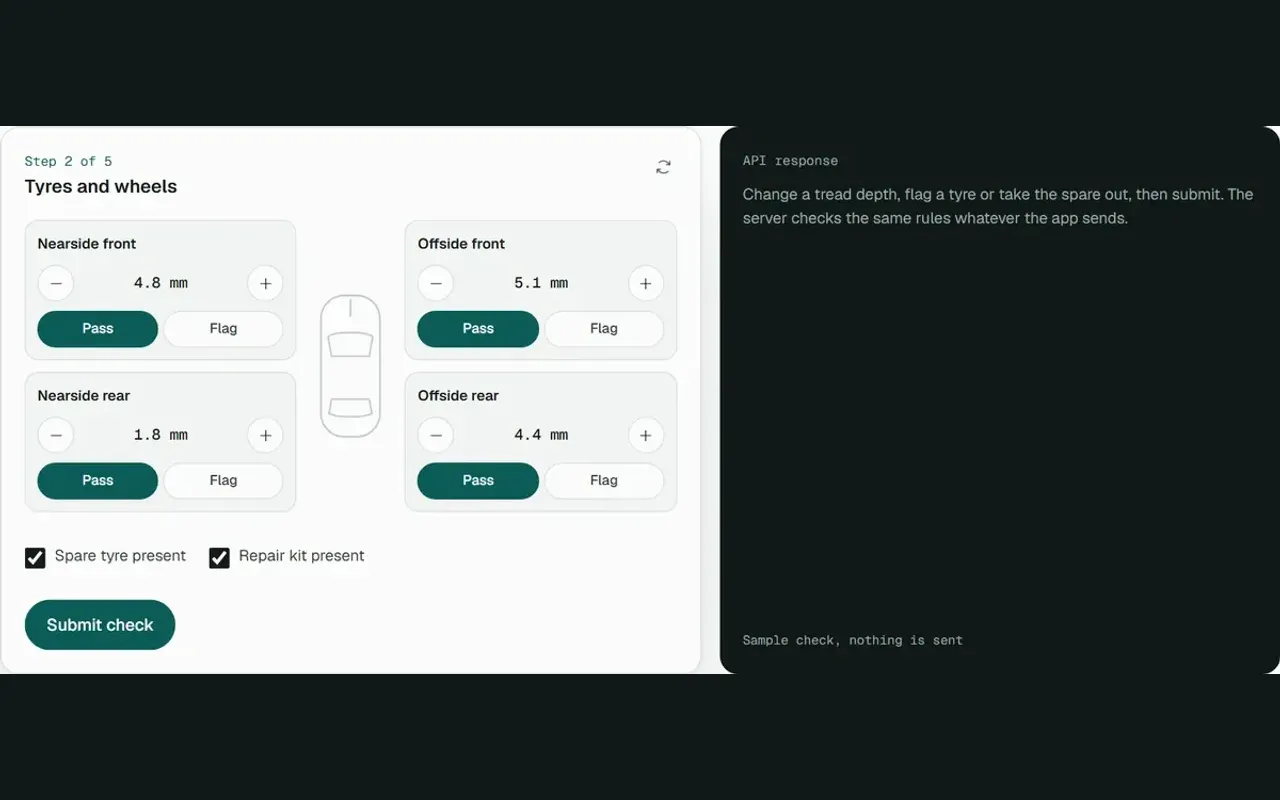 Step 2 of 5
Tyres and wheels
Nearside front
− 4.8 mm +
Pass Flag
Offside front
− 5.1 mm +
Pass Flag
Nearside rear
− 1.8 mm +
Pass Flag
Offside rear
− 4.4 mm +
Pass Flag
Spare tyre present Repair kit present
Submit check
API response
Change a tread depth, flag a tyre or take the spare out, then submit. The
server checks the same rules whatever the app sends.
Sample check, nothing is sent